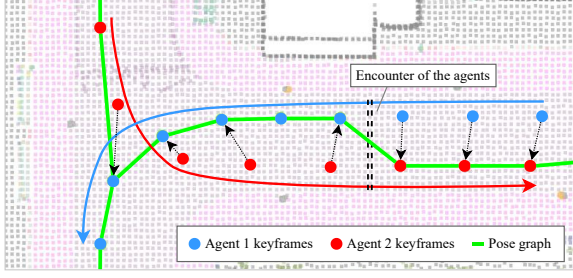 Encounter of the agents
Agent 1 keyframes Agent 2 keyframes Pose graph